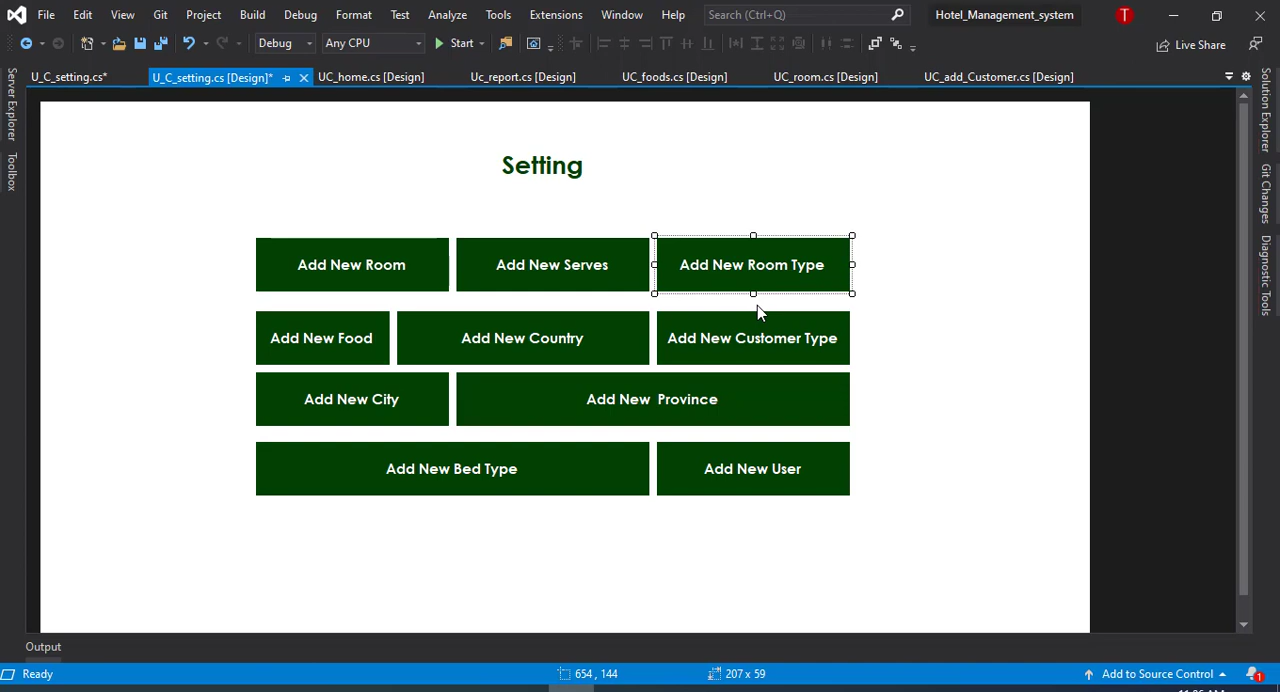 File Edit View Git Project Build Debug Format Test Analyze Tools Extensions Window Help Search (Ctrl+Q) Hotel_Management_system T
Debug Any CPU Start Live Share
U_C_setting.cs* U_C_setting.cs [Design]* UC_home.cs [Design] Uc_report.cs [Design] UC_foods.cs [Design] UC_room.cs [Design] UC_add_Customer.cs [Design]
Server Explorer
Toolbox
Solution Explorer
Git Changes
Diagnostic Tools
Setting
Add New Room Add New Serves Add New Room Type
Add New Food Add New Country Add New Customer Type
Add New City Add New  Province
Add New Bed Type Add New User
Output
Ready 654 , 144 207 x 59 Add to Source Control 1